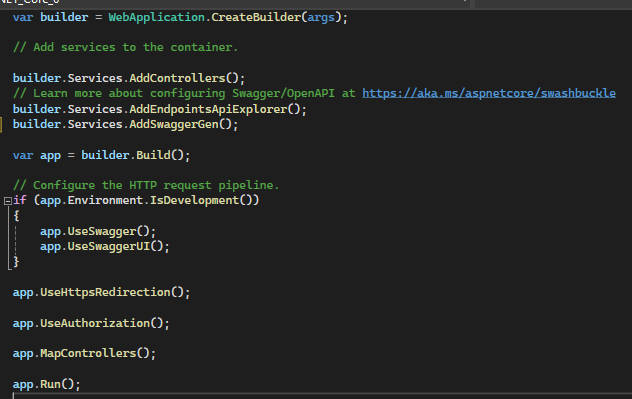 var builder = WebApplication.CreateBuilder(args);
// Add services to the container.
builder.Services.AddControllers();
// Learn more about configuring Swagger/OpenAPI at https://aka.ms/aspnetcore/swashbuckle
builder.Services.AddEndpointsApiExplorer();
builder.Services.AddSwaggerGen();
var app = builder.Build();
// Configure the HTTP request pipeline.
if (app.Environment.IsDevelopment())
{
    app.UseSwagger();
    app.UseSwaggerUI();
}
app.UseHttpsRedirection();
app.UseAuthorization();
app.MapControllers();
app.Run();